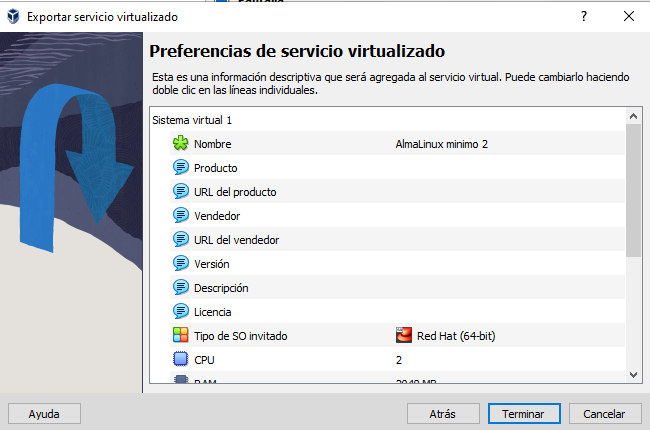 Exportar servicio virtualizado
Preferencias de servicio virtualizado
Esta es una información descriptiva que será agregada al servicio virtual. Puede cambiarlo haciendo
doble clic en las líneas individuales.
Sistema virtual 1
Nombre AlmaLinux minimo 2
Producto
URL del producto
Vendedor
URL del vendedor
Versión
Descripción
Licencia
Tipo de SO invitado Red Hat (64-bit)
CPU 2
RAM 2048 MB
Ayuda Atrás Terminar Cancelar